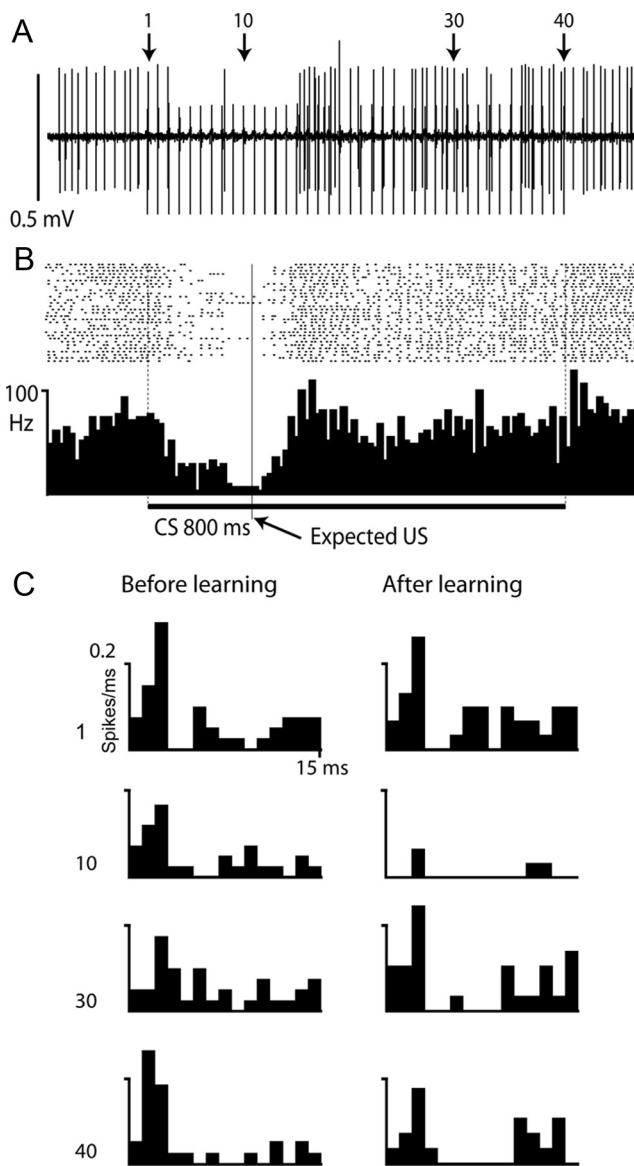 A
1 10 30 40
0.5 mV
B
100
Hz
CS 800 ms
Expected US
C
Before learning After learning
0.2
Spikes/ms
1
15 ms
10
30
40